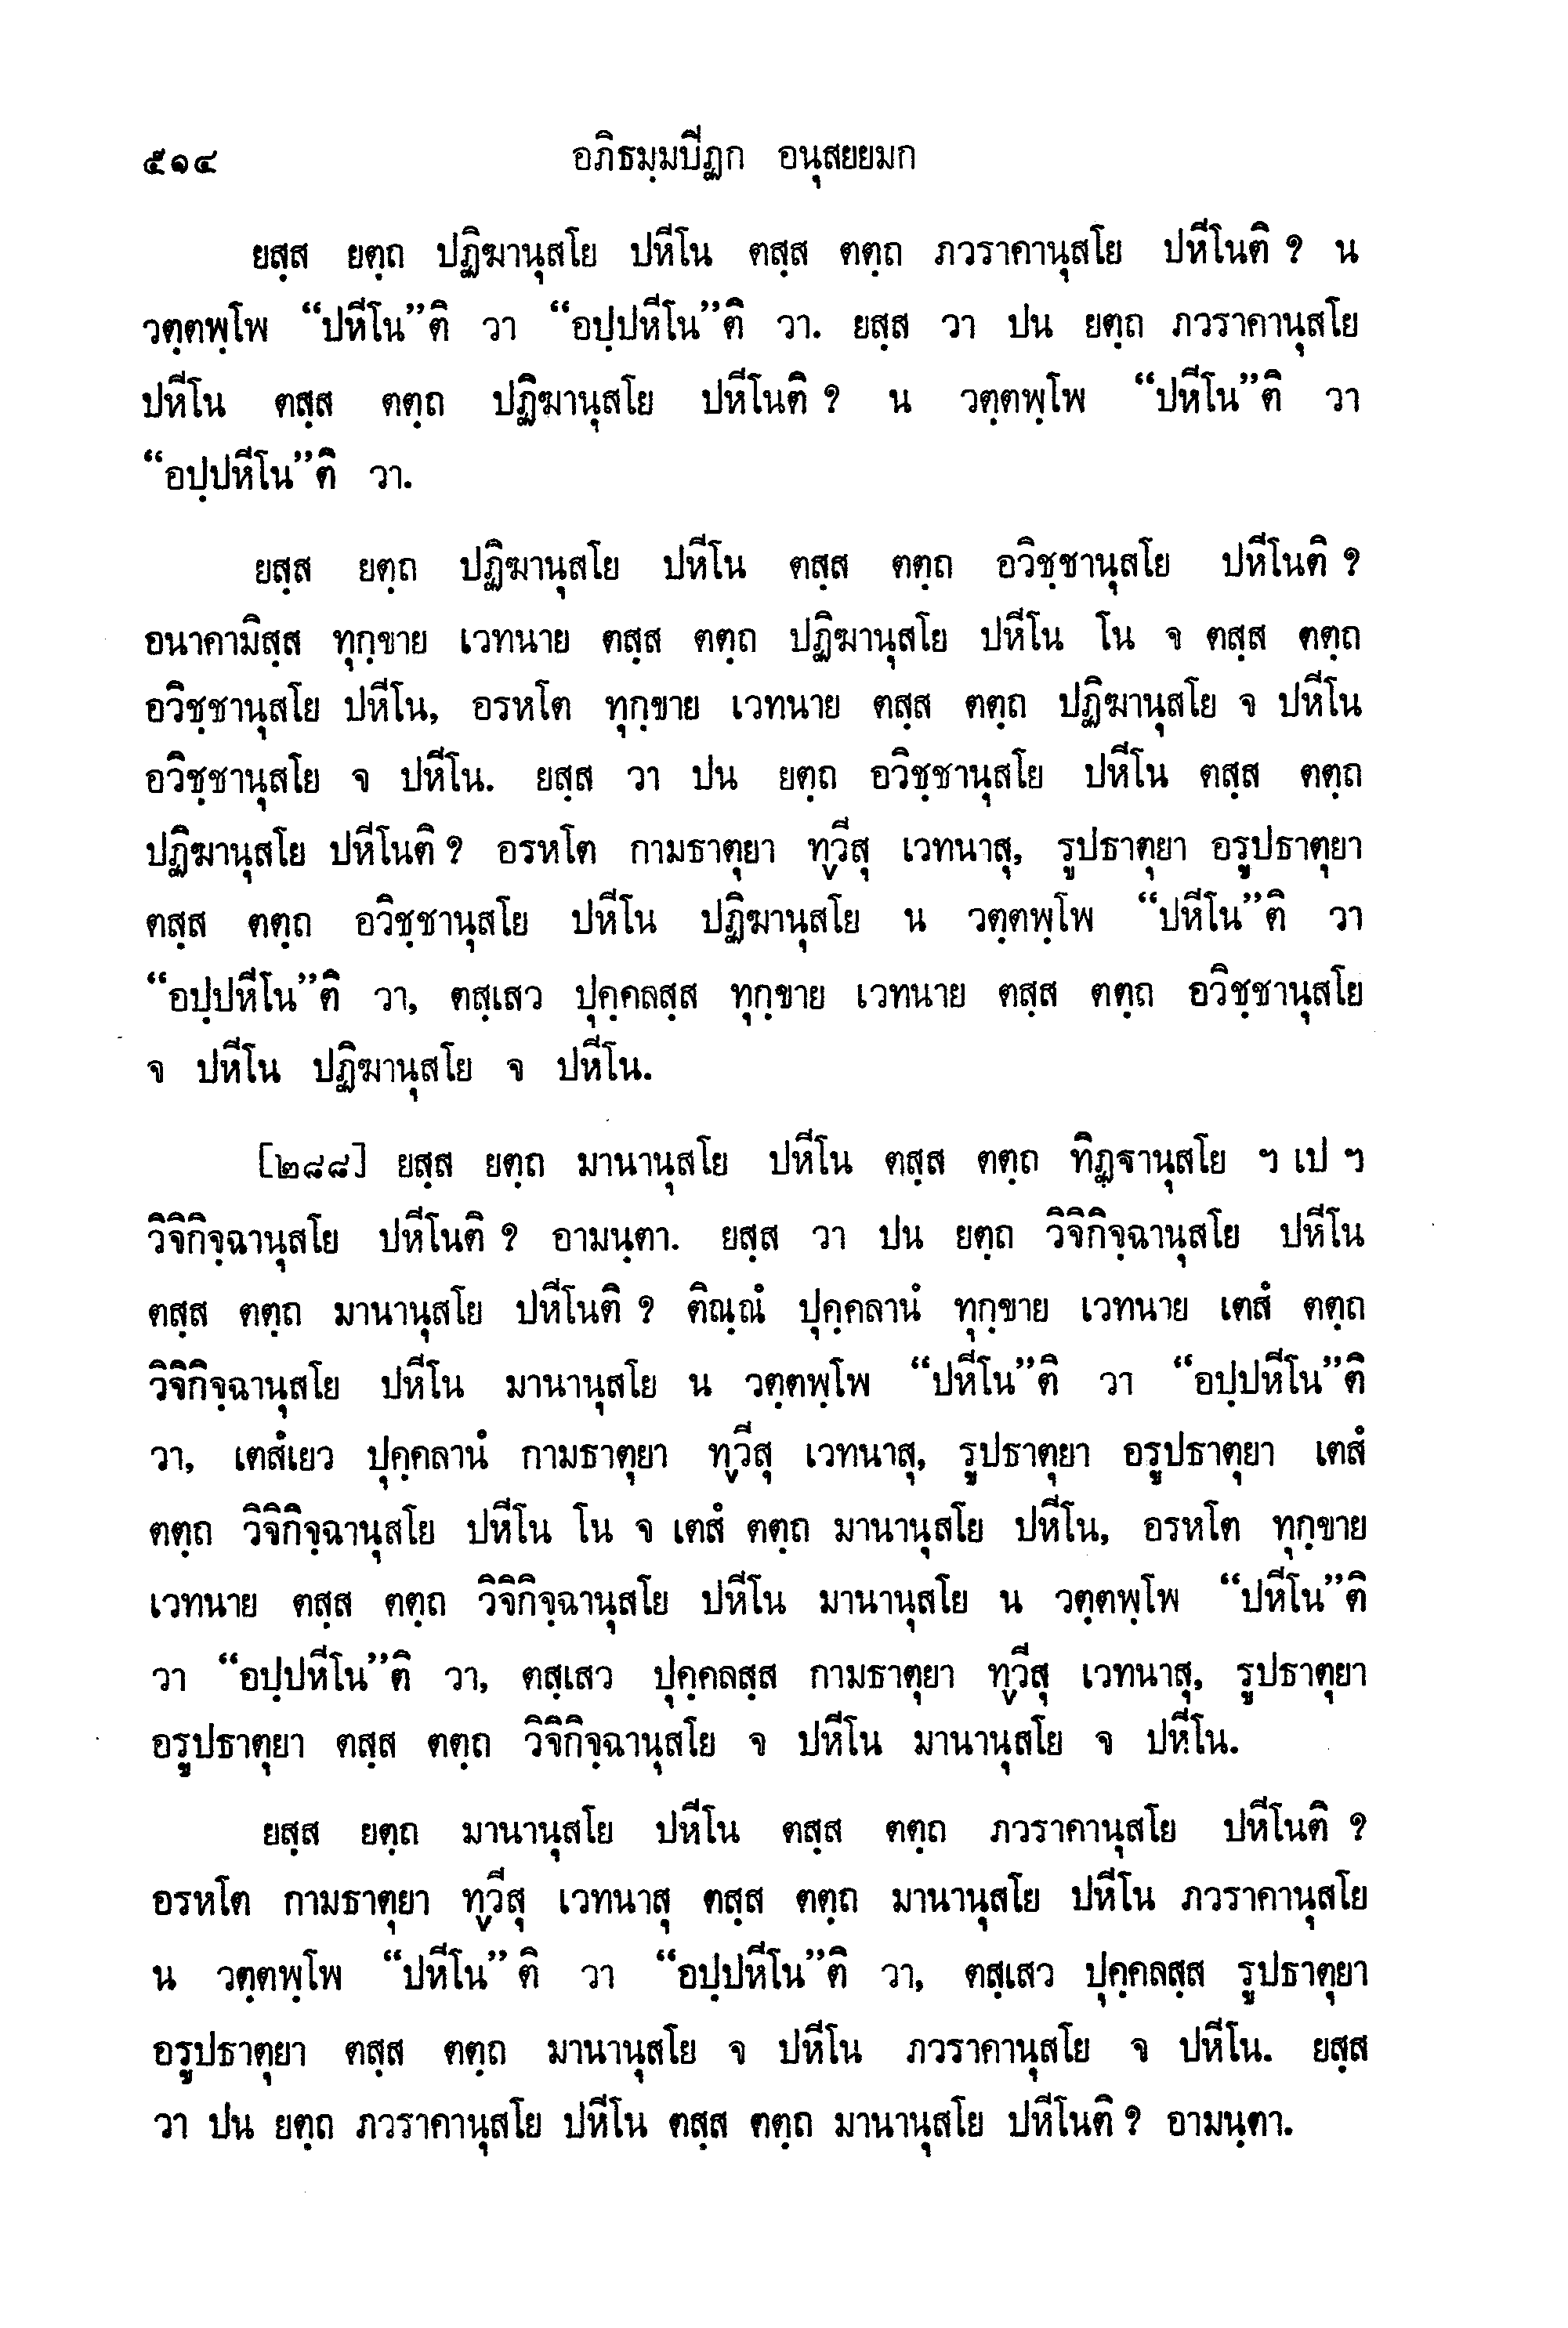 ๕๑๔ อภิธมฺมปีฏก อนุสยยมก
ยสฺส ยตฺถ ปฏิฆานุสโย ปหีโน ตสฺส ตตฺถ ภวราคานุสโย ปหีโนติ ? น
วตฺตพฺโพ “ปหีโน”ติ วา “อปฺปหีโน”ติ วา. ยสฺส วา ปน ยตฺถ ภวราคานุสโย
ปหีโน ตสฺส ตตฺถ ปฏิฆานุสโย ปหีโนติ ? น วตฺตพฺโพ “ปหีโน”ติ วา
“อปฺปหีโน”ติ วา.
ยสฺส ยตฺถ ปฏิฆานุสโย ปหีโน ตสฺส ตตฺถ อวิชฺชานุสโย ปหีโนติ ?
อนาคามิสฺส ทุกฺขาย เวทนาย ตสฺส ตตฺถ ปฏิฆานุสโย ปหีโน โน จ ตสฺส ตตฺถ
อวิชฺชานุสโย ปหีโน, อรหโต ทุกฺขาย เวทนาย ตสฺส ตตฺถ ปฏิฆานุสโย จ ปหีโน
อวิชฺชานุสโย จ ปหีโน. ยสฺส วา ปน ยตฺถ อวิชฺชานุสโย ปหีโน ตสฺส ตตฺถ
ปฏิฆานุสโย ปหีโนติ ? อรหโต กามธาตุยา ทฺวีสุ เวทนาสุ, รูปธาตุยา อรูปธาตุยา
ตสฺส ตตฺถ อวิชฺชานุสโย ปหีโน ปฏิฆานุสโย น วตฺตพฺโพ “ปหีโน”ติ วา
“อปฺปหีโน”ติ วา, ตสฺเสว ปุคฺคลสฺส ทุกฺขาย เวทนาย ตสฺส ตตฺถ อวิชฺชานุสโย
จ ปหีโน ปฏิฆานุสโย จ ปหีโน.
[๒๘๘] ยสฺส ยตฺถ มานานุสโย ปหีโน ตสฺส ตตฺถ ทิฏฺฐานุสโย ฯ เป ฯ
วิจิกิจฺฉานุสโย ปหีโนติ ? อามนฺตา. ยสฺส วา ปน ยตฺถ วิจิกิจฺฉานุสโย ปหีโน
ตสฺส ตตฺถ มานานุสโย ปหีโนติ ? ติณฺณํ ปุคฺคลานํ ทุกฺขาย เวทนาย เตสํ ตตฺถ
วิจิกิจฺฉานุสโย ปหีโน มานานุสโย น วตฺตพฺโพ “ปหีโน”ติ วา “อปฺปหีโน”ติ
วา, เตสํเยว ปุคฺคลานํ กามธาตุยา ทฺวีสุ เวทนาสุ, รูปธาตุยา อรูปธาตุยา เตสํ
ตตฺถ วิจิกิจฺฉานุสโย ปหีโน โน จ เตสํ ตตฺถ มานานุสโย ปหีโน, อรหโต ทุกฺขาย
เวทนาย ตสฺส ตตฺถ วิจิกิจฺฉานุสโย ปหีโน มานานุสโย น วตฺตพฺโพ “ปหีโน”ติ
วา “อปฺปหีโน”ติ วา, ตสฺเสว ปุคฺคลสฺส กามธาตุยา ทฺวีสุ เวทนาสุ, รูปธาตุยา
อรูปธาตุยา ตสฺส ตตฺถ วิจิกิจฺฉานุสโย จ ปหีโน มานานุสโย จ ปหีโน.
ยสฺส ยตฺถ มานานุสโย ปหีโน ตสฺส ตตฺถ ภวราคานุสโย ปหีโนติ ?
อรหโต กามธาตุยา ทฺวีสุ เวทนาสุ ตสฺส ตตฺถ มานานุสโย ปหีโน ภวราคานุสโย
น วตฺตพฺโพ “ปหีโน” ติ วา “อปฺปหีโน”ติ วา, ตสฺเสว ปุคฺคลสฺส รูปธาตุยา
อรูปธาตุยา ตสฺส ตตฺถ มานานุสโย จ ปหีโน ภวราคานุสโย จ ปหีโน. ยสฺส
วา ปน ยตฺถ ภวราคานุสโย ปหีโน ตสฺส ตตฺถ มานานุสโย ปหีโนติ ? อามนฺตา.